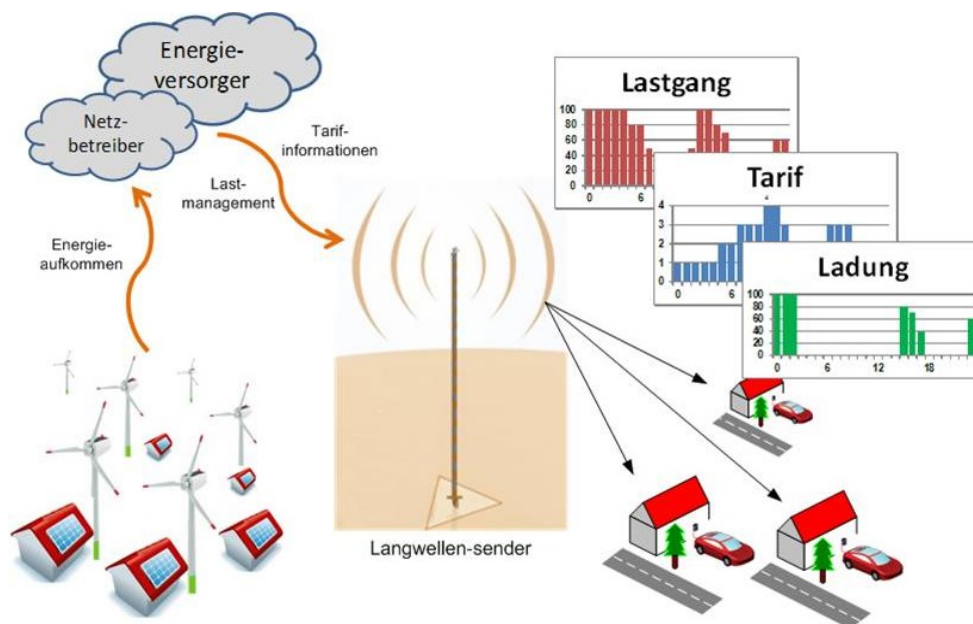 Energie-
versorger
Netz-
betreiber
Tarif-
informationen
Last-
management
Energie-
aufkommen
Langwellen-sender
Lastgang
100
80
60
40
20
0
0 6
Tarif
4
3
2
1
0
0 6
Ladung
100
80
60
40
20
0
0 6 12 18